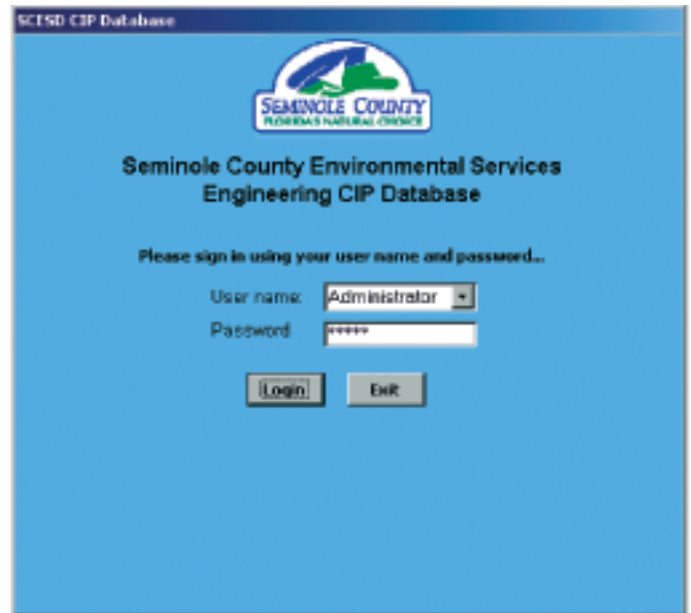 SCESD CIP Database
SEMINOLE COUNTY
FLORIDA'S NATURAL CHOICE
Seminole County Environmental Services
Engineering CIP Database
Please sign in using your user name and password...
User name: Administrator
Password *****
Login Exit